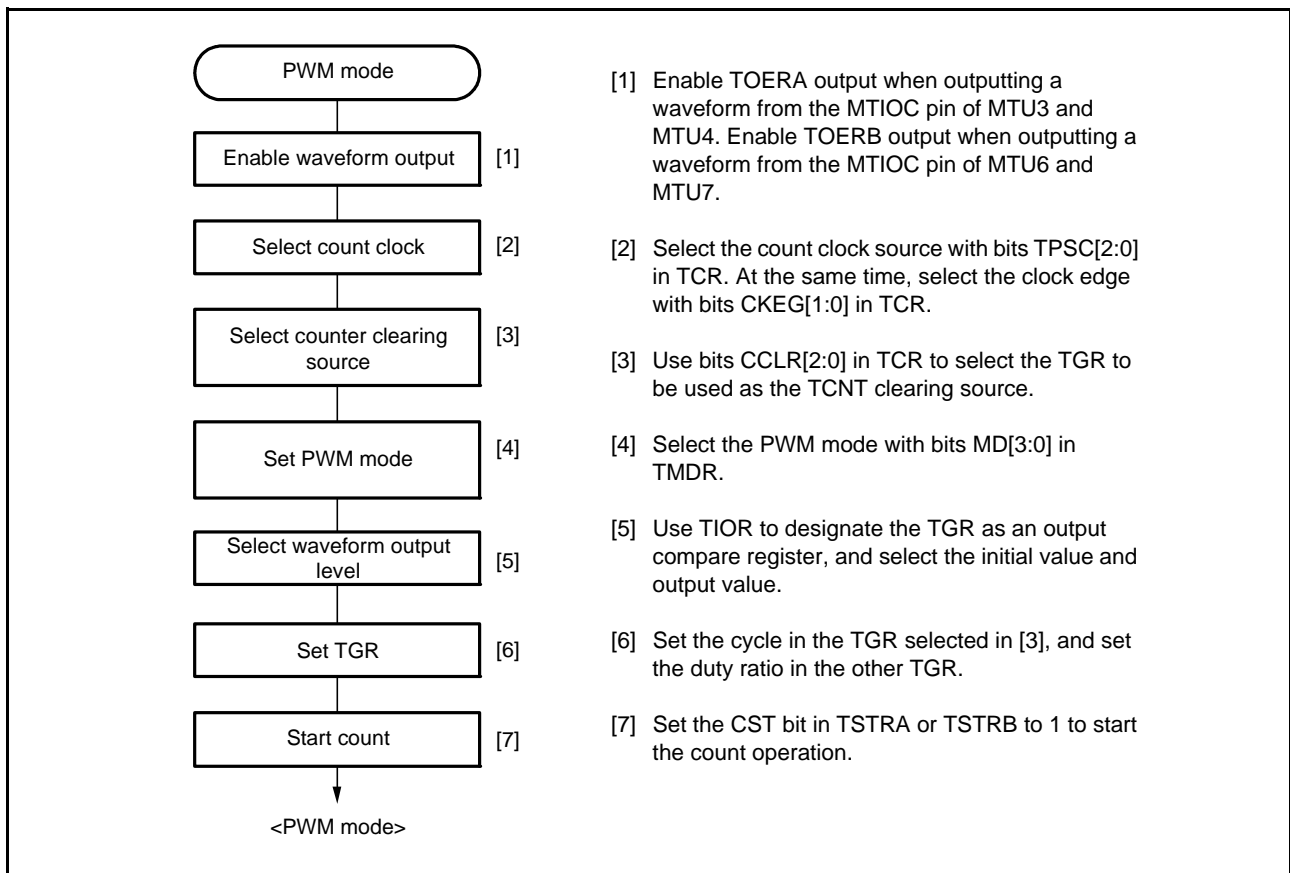 PWM mode
Enable waveform output
[1]
Select count clock
[2]
Select counter clearing
source
[3]
Set PWM mode
[4]
Select waveform output
level
[5]
Set TGR
[6]
Start count
[7]
<PWM mode>
[1] Enable TOERA output when outputting a
waveform from the MTIOC pin of MTU3 and
MTU4. Enable TOERB output when outputting a
waveform from the MTIOC pin of MTU6 and
MTU7.
[2] Select the count clock source with bits TPSC[2:0]
in TCR. At the same time, select the clock edge
with bits CKEG[1:0] in TCR.
[3] Use bits CCLR[2:0] in TCR to select the TGR to
be used as the TCNT clearing source.
[4] Select the PWM mode with bits MD[3:0] in
TMDR.
[5] Use TIOR to designate the TGR as an output
compare register, and select the initial value and
output value.
[6] Set the cycle in the TGR selected in [3], and set
the duty ratio in the other TGR.
[7] Set the CST bit in TSTRA or TSTRB to 1 to start
the count operation.